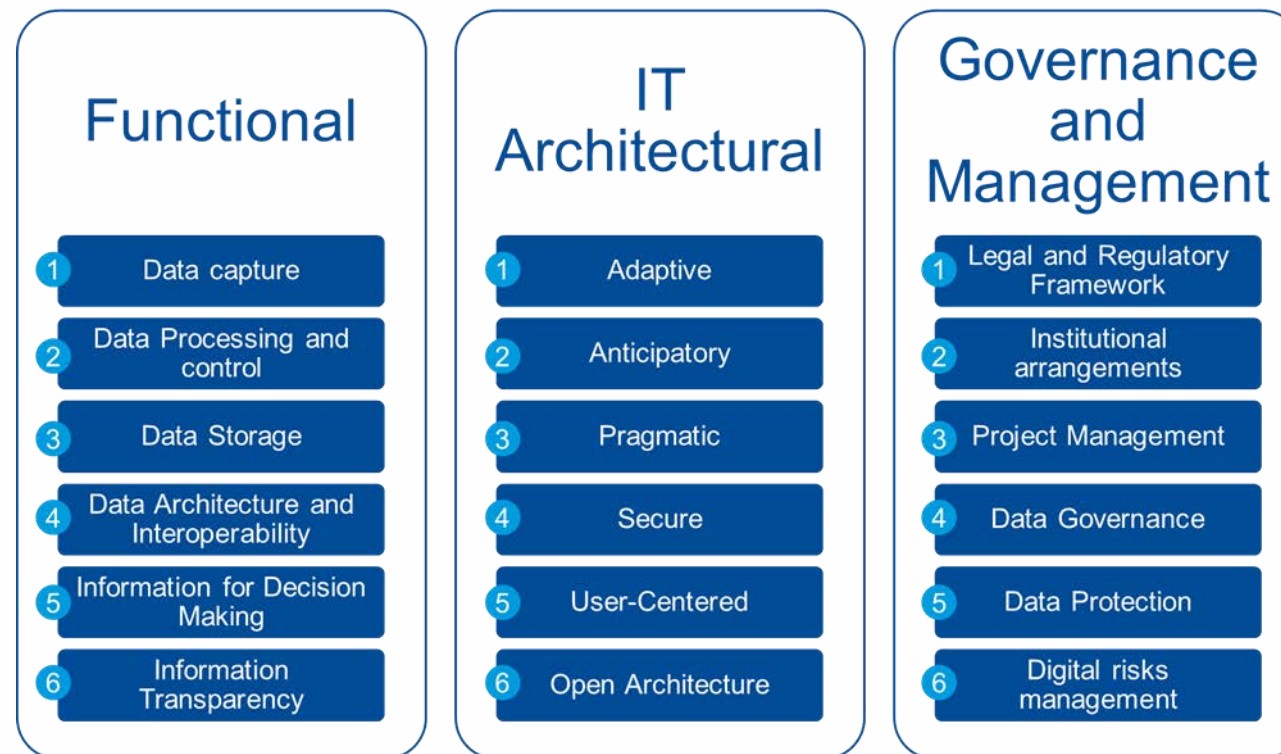 Functional
1
Data capture
2
Data Processing and
control
3
Data Storage
4
Data Architecture and
Interoperability
5
Information for Decision
Making
6
Information
Transparency
IT
Architectural
1
Adaptive
2
Anticipatory
3
Pragmatic
4
Secure
5
User-Centered
6
Open Architecture
Governance
and
Management
1
Legal and Regulatory
Framework
2
Institutional
arrangements
3
Project Management
4
Data Governance
5
Data Protection
6
Digital risks
management